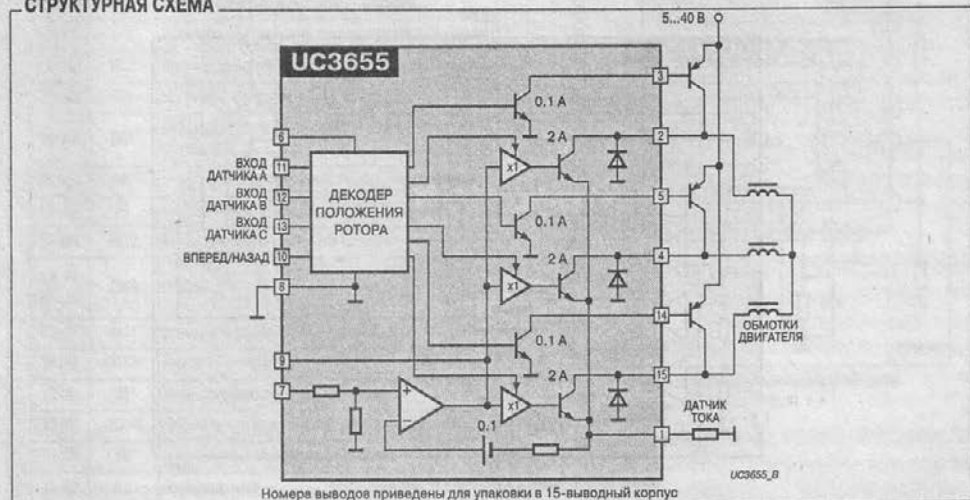 СТРУКТУРНАЯ СХЕМА
5...40 В
UC3655
3
0.1 А
6
2 А
2
ВХОД
ДАТЧИКА А
11
x1
ВХОД
ДАТЧИКА В
12
ДЕКОДЕР
ПОЛОЖЕНИЯ
РОТОРА
5
0.1 А
ВХОД
ДАТЧИКА С
13
ВПЕРЕД/НАЗАД
10
2 А
4
8
x1
14
ОБМОТКИ
ДВИГАТЕЛЯ
0.1 А
9
2 А
15
7
+
x1
ДАТЧИК
ТОКА
0.1
-
1
UC3655_B
Номера выводов приведены для упаковки в 15-выводный корпус